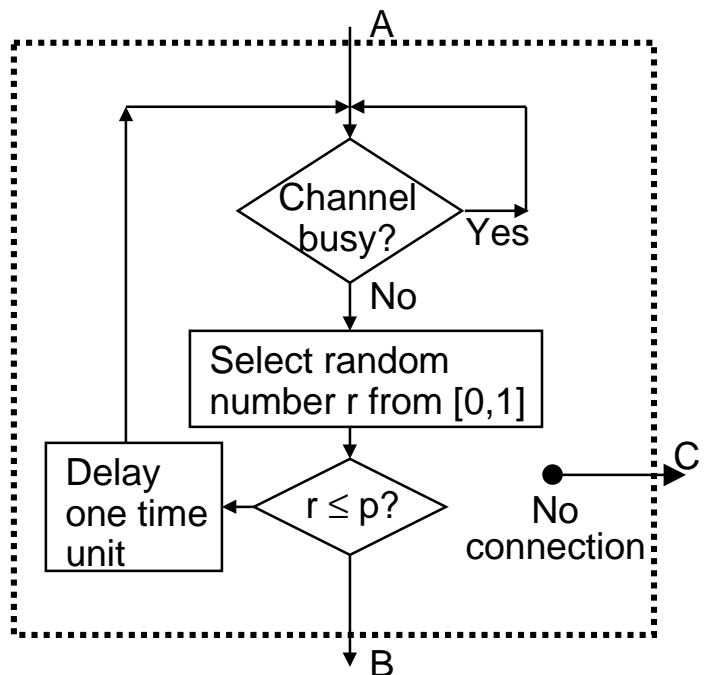 A
Channel
busy?
Yes
No
Select random
number r from [0,1]
Delay
one time
unit
r ≤ p?
C
No
connection
B